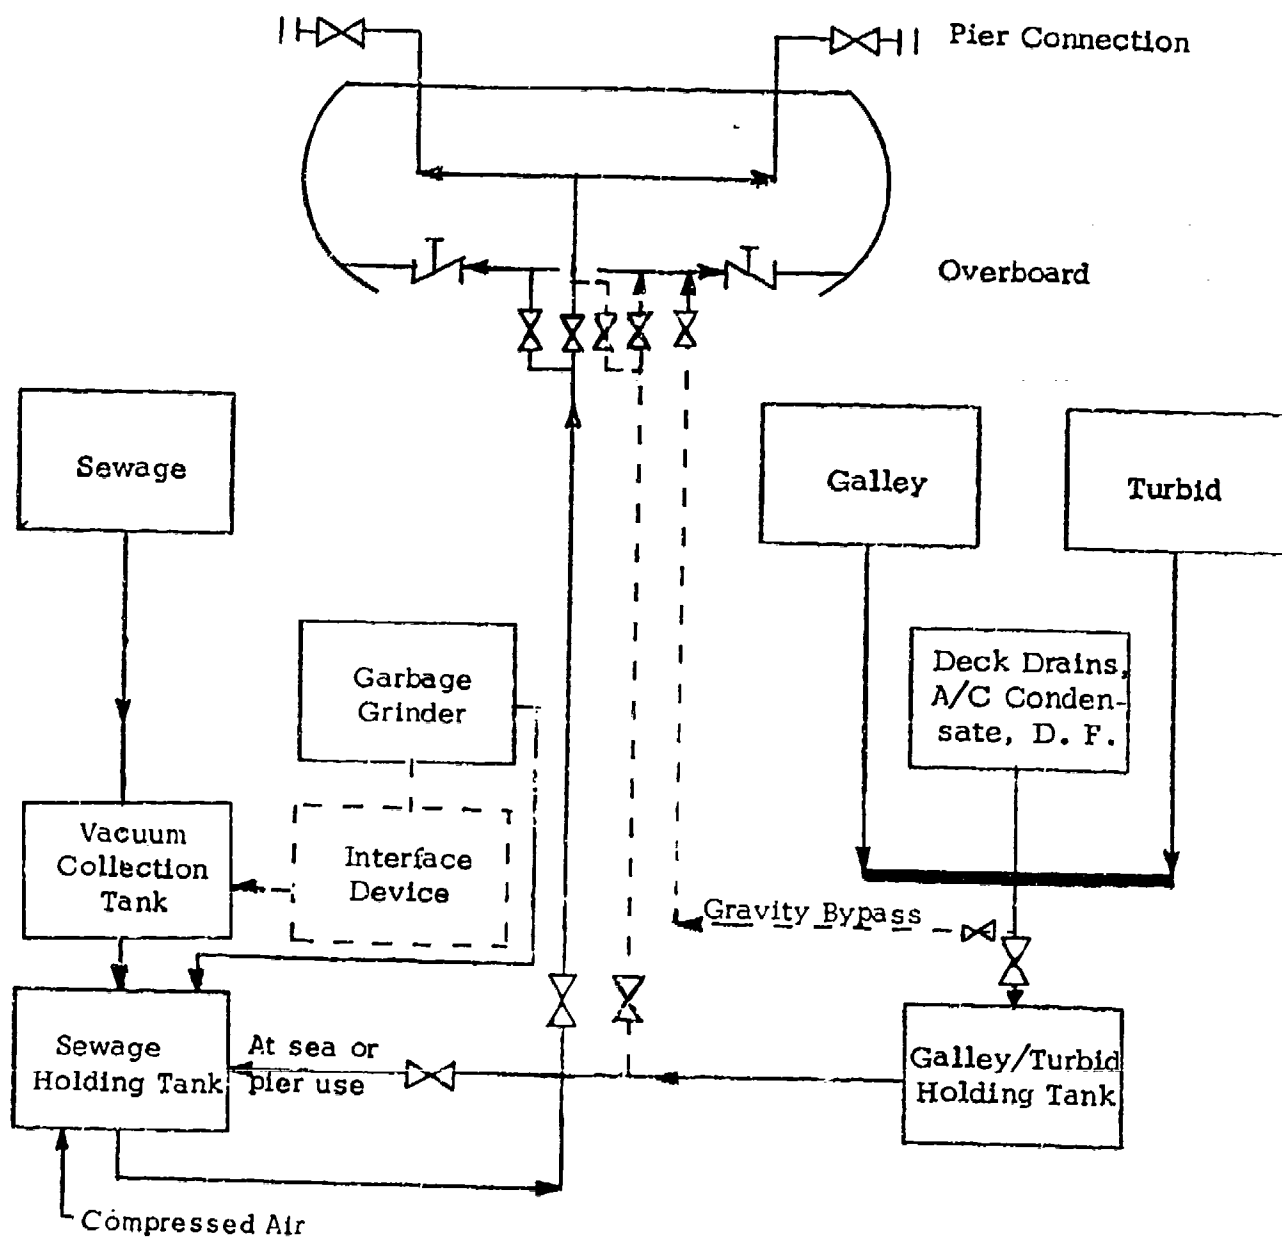 Pier Connection
Overboard
Sewage
Galley
Turbid
Garbage
Grinder
Deck Drains,
A/C Conden-
sate, D. F.
Vacuum
Collection
Tank
Interface
Device
Gravity Bypass
Sewage
Holding Tank
At sea or
pier use
Galley/Turbid
Holding Tank
Compressed Air